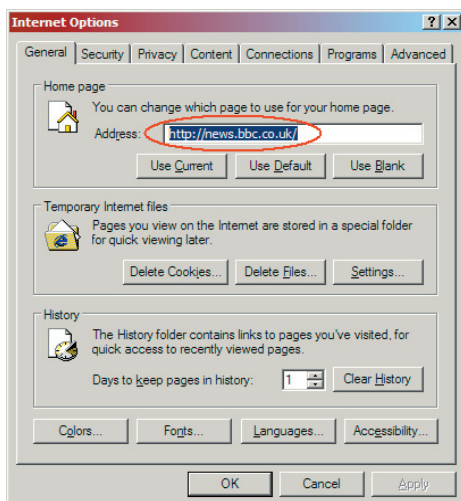 Internet Options
General Security Privacy Content Connections Programs Advanced
Home page
You can change which page to use for your home page.
Address: http://news.bbc.co.uk/
Use Current Use Default Use Blank
Temporary Internet files
Pages you view on the Internet are stored in a special folder
for quick viewing later.
Delete Cookies... Delete Files... Settings...
History
The History folder contains links to pages you've visited, for
quick access to recently viewed pages.
Days to keep pages in history: 1 Clear History
Colors... Fonts... Languages... Accessibility...
OK Cancel Apply